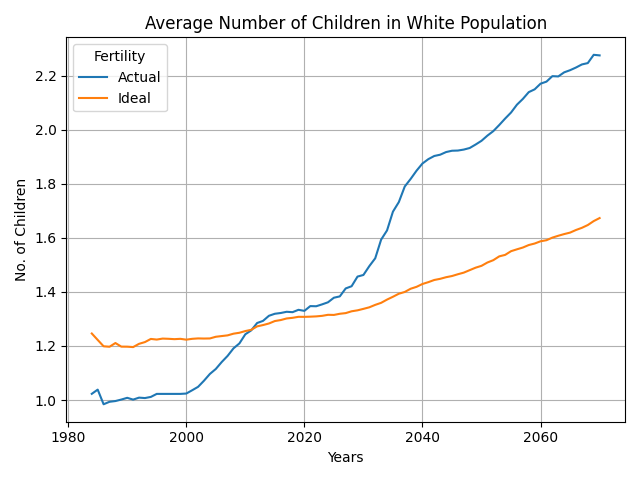 Average Number of Children in White Population
Fertility
Actual
Ideal
2.2
2.0
1.8
1.6
1.4
1.2
1.0
No. of Children
1980
2000
2020
2040
2060
Years